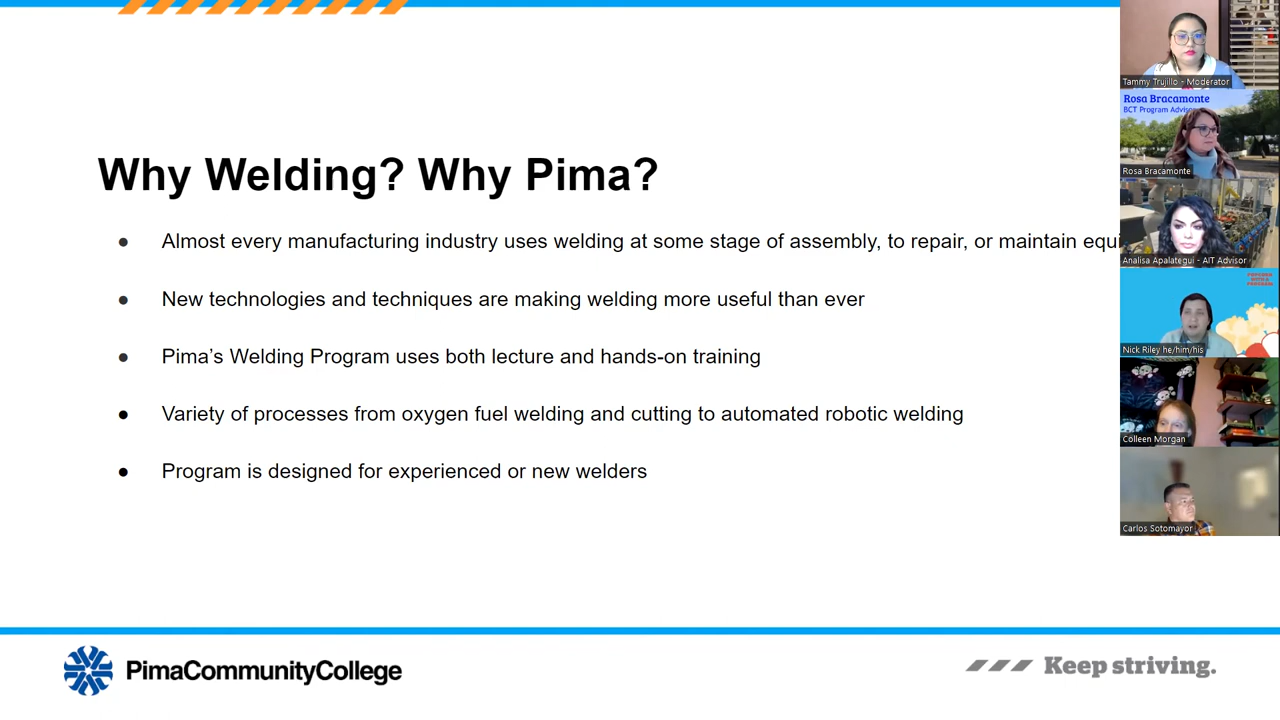 Why Welding? Why Pima?
● Almost every manufacturing industry uses welding at some stage of assembly, to repair, or maintain equi
● New technologies and techniques are making welding more useful than ever
● Pima’s Welding Program uses both lecture and hands-on training
● Variety of processes from oxygen fuel welding and cutting to automated robotic welding
● Program is designed for experienced or new welders
PimaCommunityCollege
Keep striving.
Tammy Trujillo - Moderator
Rosa Bracamonte
BCT Program Advisor
Rosa Bracamonte
Analisa Apalategui - AIT Advisor
Nick Riley he/him/his
Colleen Morgan
Carlos Sotomayor